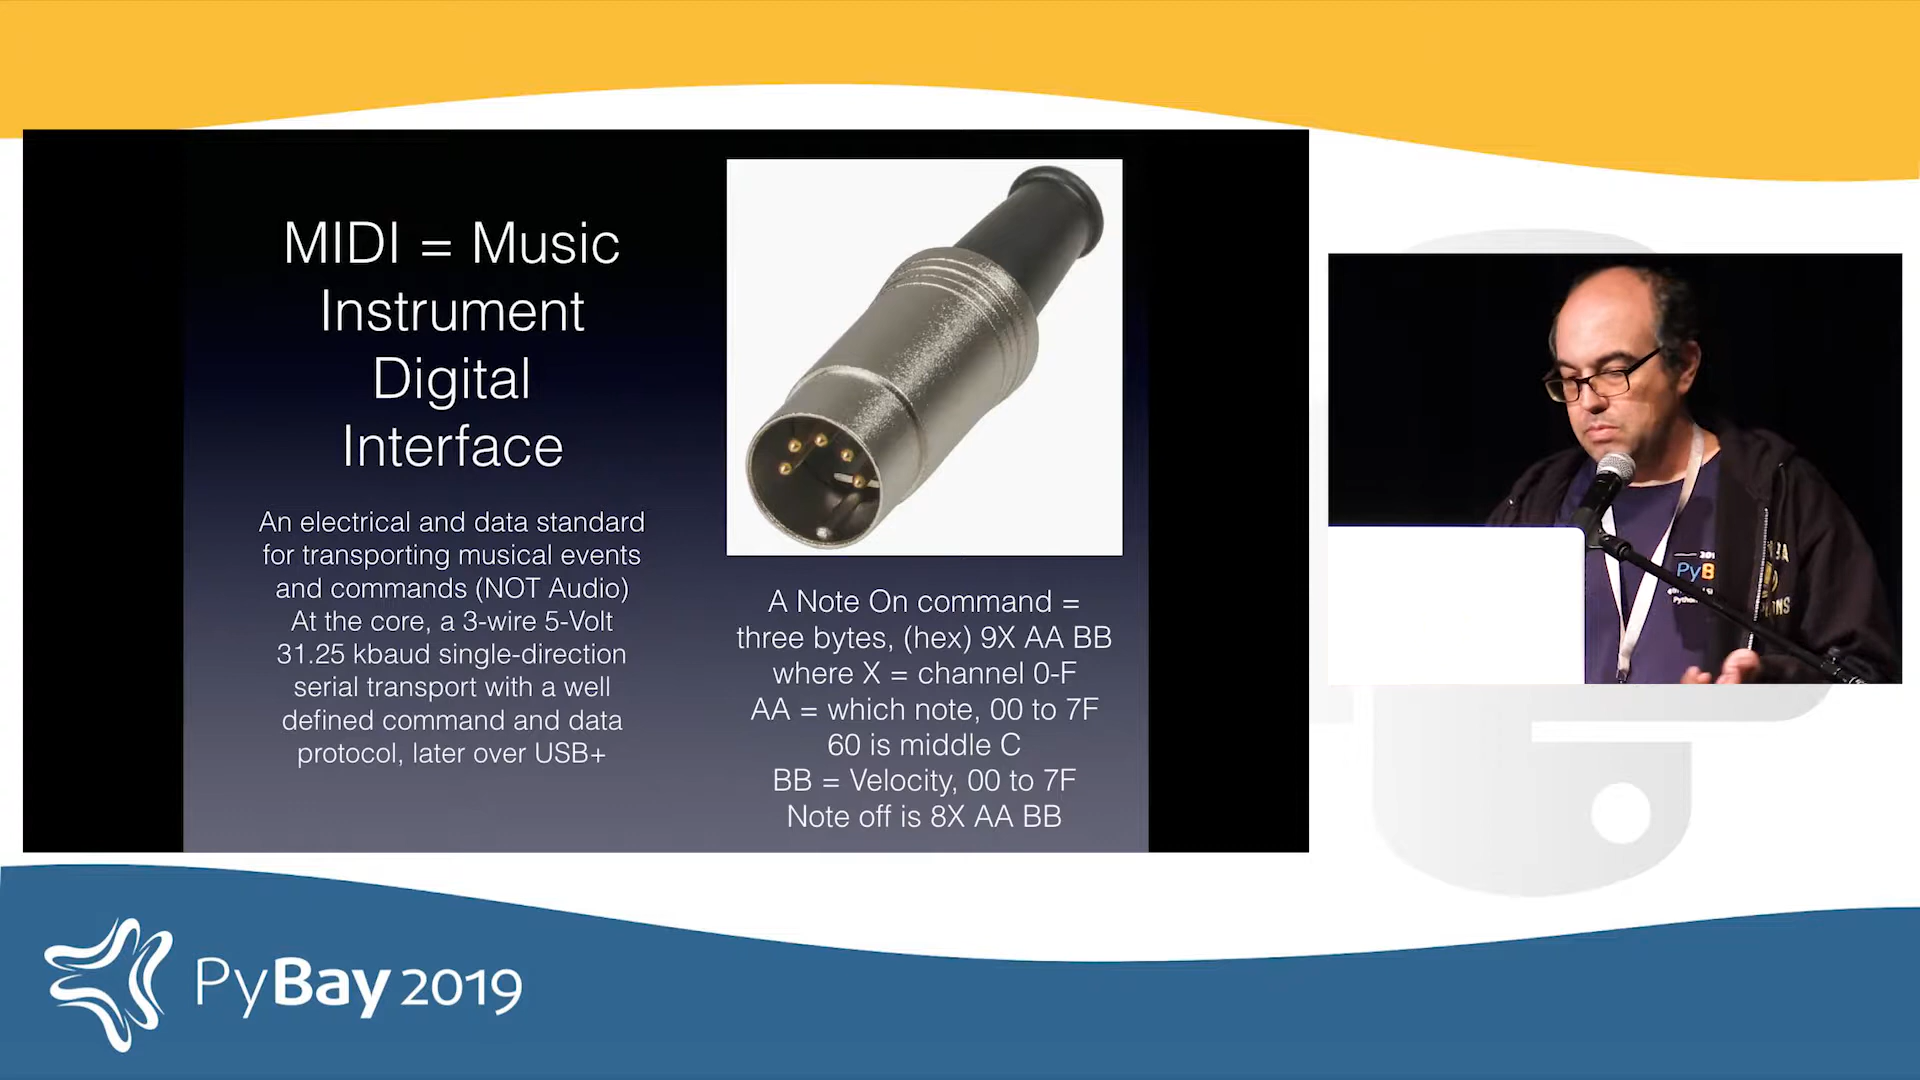 MIDI = Music
Instrument
Digital
Interface
An electrical and data standard
for transporting musical events
and commands (NOT Audio)
At the core, a 3-wire 5-Volt
31.25 kbaud single-direction
serial transport with a well
defined command and data
protocol, later over USB+
A Note On command =
three bytes, (hex) 9X AA BB
where X = channel 0-F
AA = which note, 00 to 7F
60 is middle C
BB = Velocity, 00 to 7F
Note off is 8X AA BB
PyB
PyBay 2019